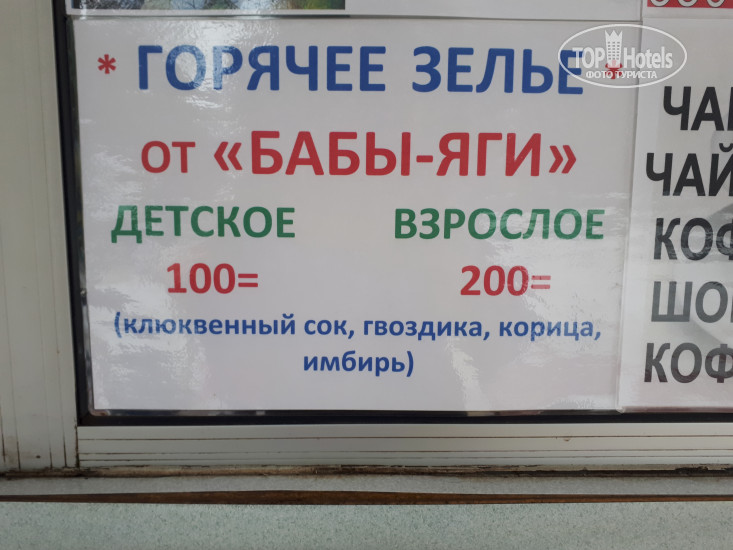 * ГОРЯЧЕЕ ЗЕЛЬЕ *
от «БАБЫ-ЯГИ»
ДЕТСКОЕ ВЗРОСЛОЕ
100= 200=
(клюквенный сок, гвоздика, корица,
имбирь)
TOP Hotels
ФОТО ТУРИСТА